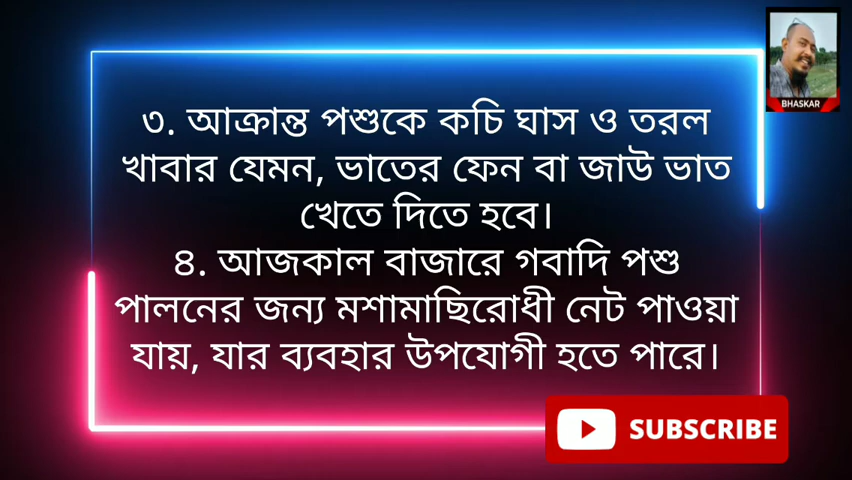 BHASKAR
৩. আক্রান্ত পশুকে কচি ঘাস ও তরল
খাবার যেমন, ভাতের ফেন বা জাউ ভাত
খেতে দিতে হবে।
৪. আজকাল বাজারে গবাদি পশু
পালনের জন্য মশামাছিরোধী নেট পাওয়া
যায়, যার ব্যবহার উপযোগী হতে পারে।
SUBSCRIBE